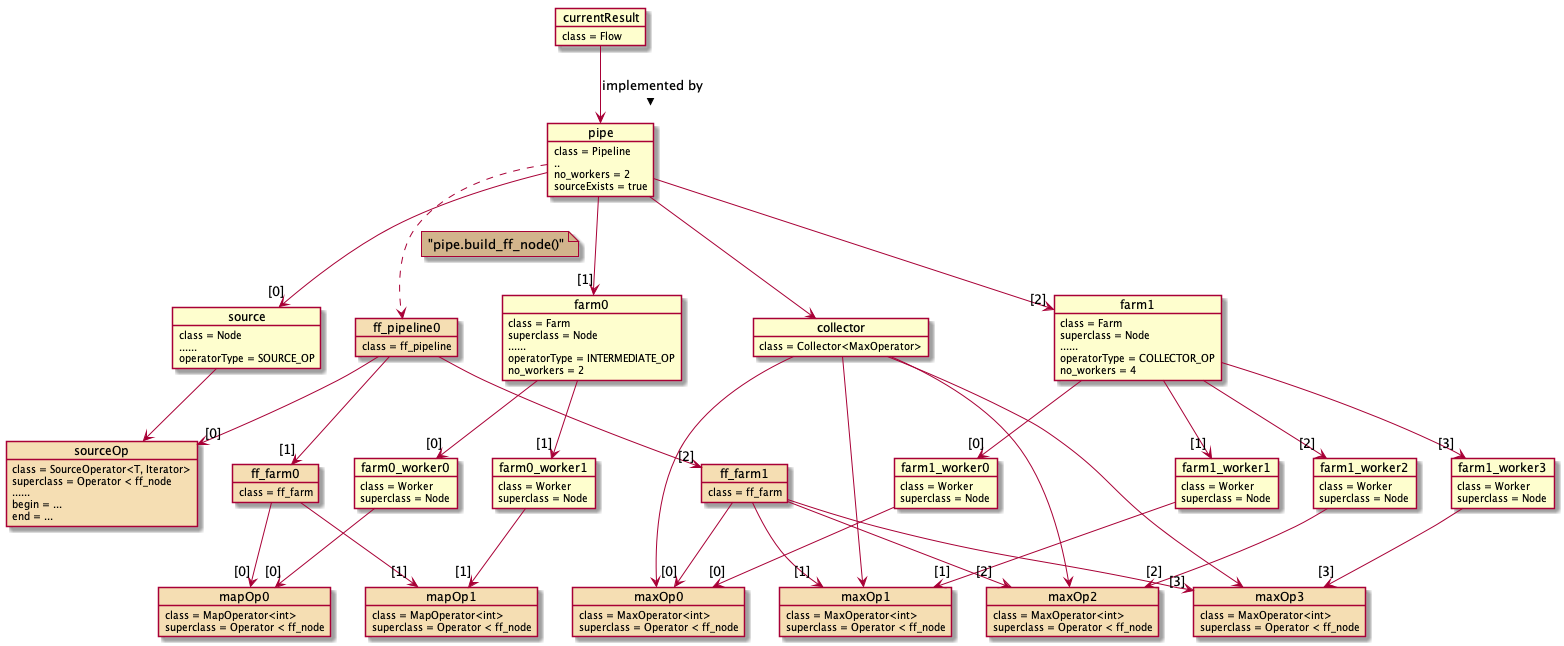 currentResult
class = Flow
implemented by
▼
pipe
class = Pipeline
..
no_workers = 2
sourceExists = true
"pipe.build_ff_node()"
[0]
[1]
[2]
source
class = Node
......
operatorType = SOURCE_OP
ff_pipeline0
class = ff_pipeline
farm0
class = Farm
superclass = Node
......
operatorType = INTERMEDIATE_OP
no_workers = 2
collector
class = Collector<MaxOperator>
farm1
class = Farm
superclass = Node
......
operatorType = COLLECTOR_OP
no_workers = 4
[0]
[1]
[0]
[1]
[2]
[0]
[1]
[2]
[3]
sourceOp
class = SourceOperator<T, Iterator>
superclass = Operator < ff_node
......
begin = ...
end = ...
ff_farm0
class = ff_farm
farm0_worker0
class = Worker
superclass = Node
farm0_worker1
class = Worker
superclass = Node
ff_farm1
class = ff_farm
farm1_worker0
class = Worker
superclass = Node
farm1_worker1
class = Worker
superclass = Node
farm1_worker2
class = Worker
superclass = Node
farm1_worker3
class = Worker
superclass = Node
[0]
[0]
[1]
[1]
[0]
[0]
[1]
[1]
[2]
[2]
[3]
[3]
mapOp0
class = MapOperator<int>
superclass = Operator < ff_node
mapOp1
class = MapOperator<int>
superclass = Operator < ff_node
maxOp0
class = MaxOperator<int>
superclass = Operator < ff_node
maxOp1
class = MaxOperator<int>
superclass = Operator < ff_node
maxOp2
class = MaxOperator<int>
superclass = Operator < ff_node
maxOp3
class = MaxOperator<int>
superclass = Operator < ff_node